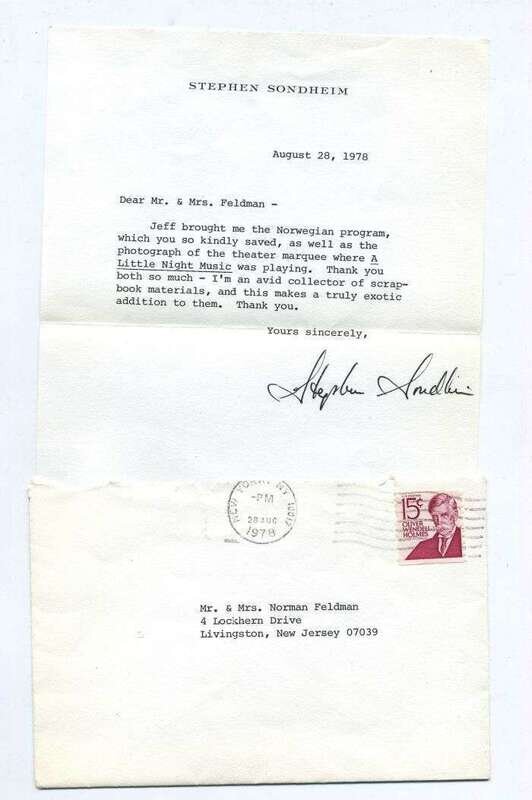 STEPHEN SONDHEIM
August 28, 1978
Dear Mr. & Mrs. Feldman -
Jeff brought me the Norwegian program,
which you so kindly saved, as well as the
photograph of the theater marquee where A
Little Night Music was playing. Thank you
both so much - I'm an avid collector of scrap-
book materials, and this makes a truly exotic
addition to them. Thank you.
Yours sincerely,
Stephen Sondheim
NEW YORK, NY
-PM
28 AUG
1978
15¢
OLIVER
WENDELL
HOLMES
Mr. & Mrs. Norman Feldman
4 Lockhern Drive
Livingston, New Jersey 07039